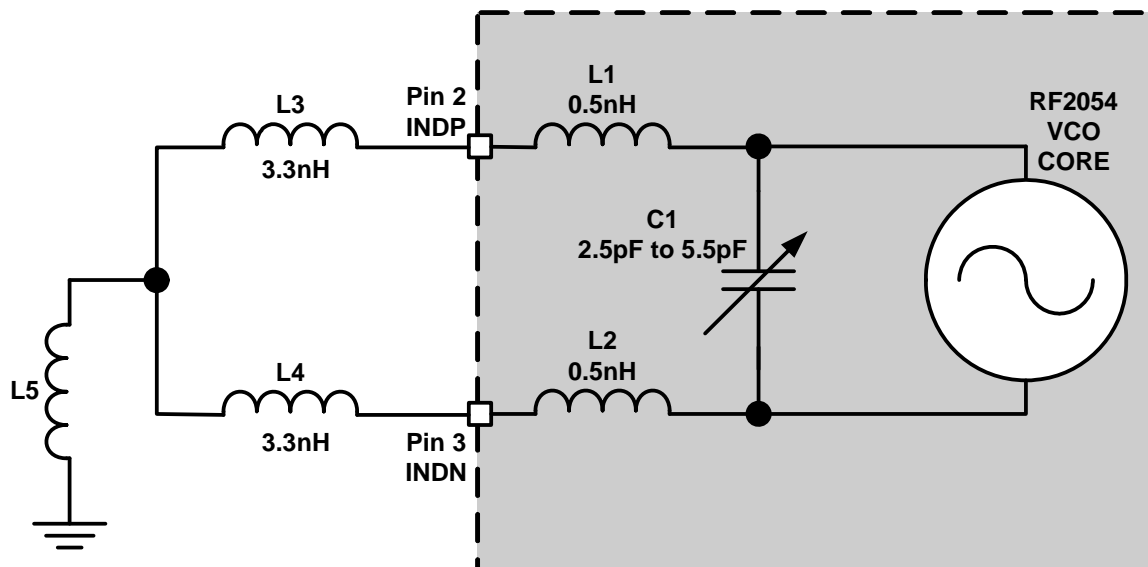 L3
3.3nH
Pin 2
INDP
L1
0.5nH
RF2054
VCO
CORE
C1
2.5pF to 5.5pF
L5
L4
3.3nH
L2
0.5nH
Pin 3
INDN